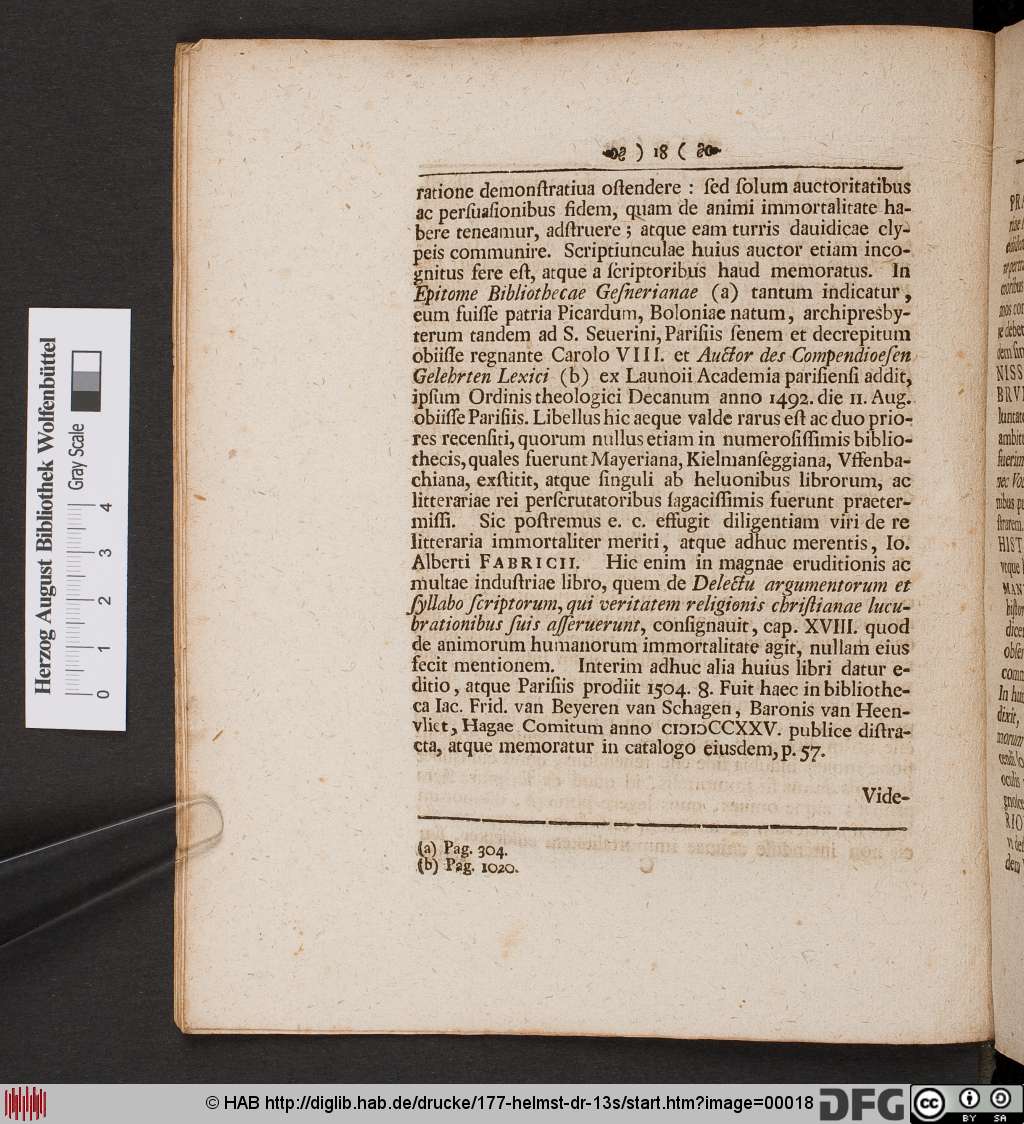 ) 18 (
ratione demonſtratiua oſtendere : ſed ſolum auctoritatibus
ac perſuaſionibus fidem, quam de animi immortalitate ha-
bere teneamur, adſtruere ; atque eam turris dauidicae cly-
peis communire. Scriptiunculae huius auctor etiam inco-
gnitus fere eſt, atque a ſcriptoribus haud memoratus. In
Epitome Bibliothecae Geſnerianae (a) tantum indicatur,
eum fuiſſe patria Picardum, Boloniae natum, archipresby-
terum tandem ad S. Seuerini, Pariſiis ſenem et decrepitum
obiiſſe regnante Carolo VIII. et Auctor des Compendioeſen
Gelehrten Lexici (b) ex Launoii Academia pariſienſi addit,
ipſum Ordinis theologici Decanum anno 1492. die 11. Aug.
obiiſſe Pariſiis. Libellus hic aeque valde rarus eſt ac duo prio-
res recenſiti, quorum nullus etiam in numeroſiſſimis biblio-
thecis, quales fuerunt Mayeriana, Kielmanſeggiana, Vffenba-
chiana, exſtitit, atque ſinguli ab heluonibus librorum, ac
litterariae rei perſcrutatoribus ſagaciſſimis fuerunt praeter-
miſſi. Sic poſtremus e. c. effugit diligentiam viri de re
litteraria immortaliter meriti, atque adhuc merentis, Io.
Alberti FABRICII. Hic enim in magnae eruditionis ac
multae induſtriae libro, quem de Delectu argumentorum et
ſyllabo ſcriptorum, qui veritatem religionis chriſtianae lucu-
brationibus ſuis aſſeruerunt, conſignauit, cap. XVIII. quod
de animorum humanorum immortalitate agit, nullam eius
fecit mentionem. Interim adhuc alia huius libri datur e-
ditio, atque Pariſiis prodiit 1504. 8. Fuit haec in bibliothe-
ca Iac. Frid. van Beyeren van Schagen, Baronis van Heen-
vliet, Hagae Comitum anno CIƆIƆCCXXV. publice diſtra-
cta, atque memoratur in catalogo eiusdem, p. 57.
Vide-
(a) Pag. 304.
(b) Pag. 1020.
Herzog August Bibliothek Wolfenbüttel
Gray Scale
0 1 2 3 4
© HAB http://diglib.hab.de/drucke/177-helmst-dr-13s/start.htm?image=00018
DFG
cc BY SA